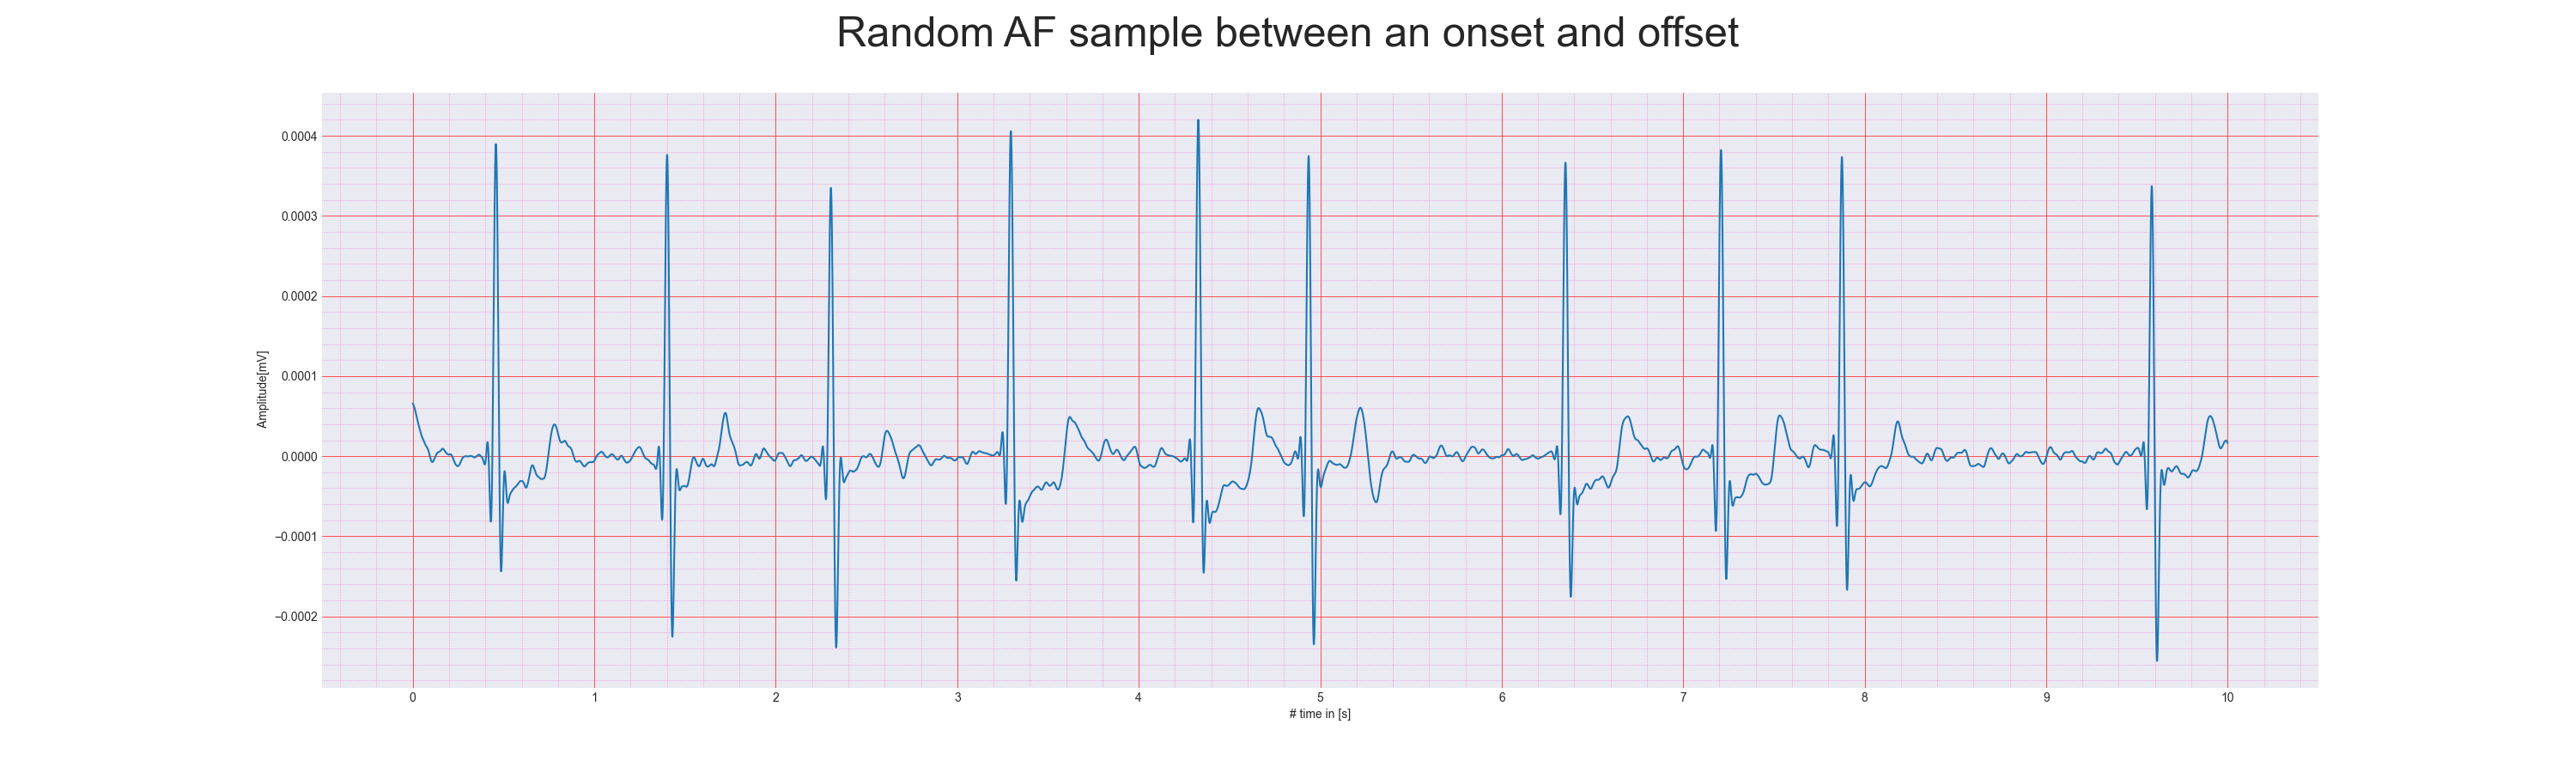 Random AF sample between an onset and offset
0.0004
0.0003
0.0002
0.0001
0.0000
−0.0001
−0.0002
Amplitude[mV]
0 1 2 3 4 5 6 7 8 9 10
# time in [s]